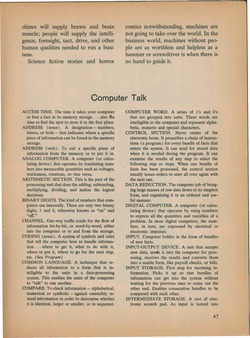 chines will supply brawn and brain
muscle; people will supply the intelli-
gence, foresight, tact, drive, and other
human qualities needed to run a busi-
ness.
Science fiction stories and horror
comics notwithstanding, machines are
not going to take over the world. In the
business world, machines without peo-
ple are as worthless and helpless as a
hammer or screwdriver is when there is
no hand to guide it.
Computer Talk
ACCESS TIME. The time it takes your computer
to find a fact in its memory storage . . . also the
time to find the spot to store it in the first place.
ADDRESS (noun). A designation – numbers,
letters, or both – that indicates where a specific
piece of information can be found in the memory
storage.
ADDRESS (verb). To call a specific piece of
information from the memory or to put it in.
ANALOG COMPUTER. A computer (or calcu-
lating device) that operates by translating num-
bers into measurable quantities such as voltages,
resistances, rotations, or vice versa.
ARITHMETIC SECTION. This is the part of the
processing unit that does the adding, subtracting,
multiplying, dividing, and makes the logical
decisions.
BINARY DIGITS. The kind of numbers that com-
puters use internally. There are only two binary
digits, 1 and 0, otherwise known as "on" and
"off."
CHANNEL. One-way traffic track for the flow of
information bit-by-bit, or word-by-word, either
into the computer or to and from the storage.
CODING (noun). A system of symbols and rules
that tell the computer how to handle informa-
tion . . . where to get it, what to do with it,
where to put it, where to go for the next step,
etc. (See Program)
COMMON LANGUAGE. A technique that re-
duces all information to a form that is in-
telligible to the units in a data-processing
system. This enables the units of the computer
to "talk" to one another.
COMPARE. To check information – alphabetical,
numerical or symbolic – against ostensibly re-
lated information in order to determine whether
it is identical, larger or smaller, or in sequence.
COMPUTER WORD. A series of 1's and 0's
that are grouped into units. These words are
intelligible to the computer and represent alpha-
betic, numeric and special characters.
CONTROL SECTION. Nerve center of the
electronic brain. It prescribes a chain of instruc-
tions (a program) for every bundle of facts that
enters the system. It can send for stored data
when it is needed during the program. It can
examine the results of any step to select the
following step or steps. When one bundle of
facts has been processed, the control section
usually issues orders to start all over again with
the next one.
DATA REDUCTION. The computer job of bring-
ing large masses of raw data down to its simplest
form, and organizing it in an orderly and use-
ful manner.
DIGITAL COMPUTER. A computer (or calcu-
lating device) that operates by using numbers
to express all the quantities and variables of a
problem. In most digital computers, the num-
bers, in turn, are expressed by electrical or
electronic impulses.
INPUT. Computer fodder in the form of bundles
of new facts.
INPUT-OUTPUT DEVICE. A unit that accepts
new data, sends it into the computer for proc-
essing, receives the results and converts them
into a usable form, like payroll checks, or bills.
INPUT STORAGE. First stop for incoming in-
formation. Picks it up so that bundles of
information can get into the system without
waiting for the previous ones to come out the
other end. Enables consecutive bundles to be
compared with each other.
INTERMEDIATE STORAGE. A sort of elec-
tronic scratch pad. As input is turned into
47